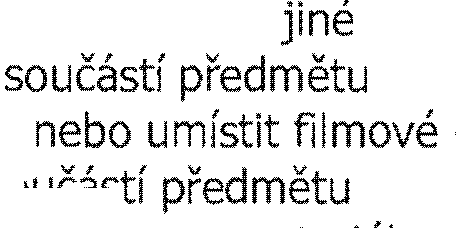 jiné
součástí předmětu
nebo umístit filmové
předmětu